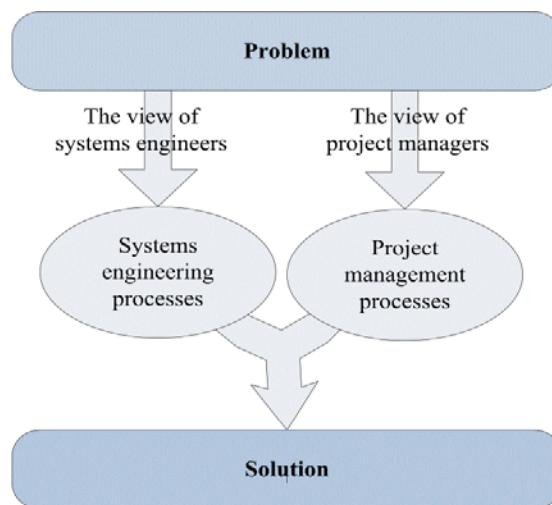 Problem
The view of
systems engineers
The view of
project managers
Systems
engineering
processes
Project
management
processes
Solution